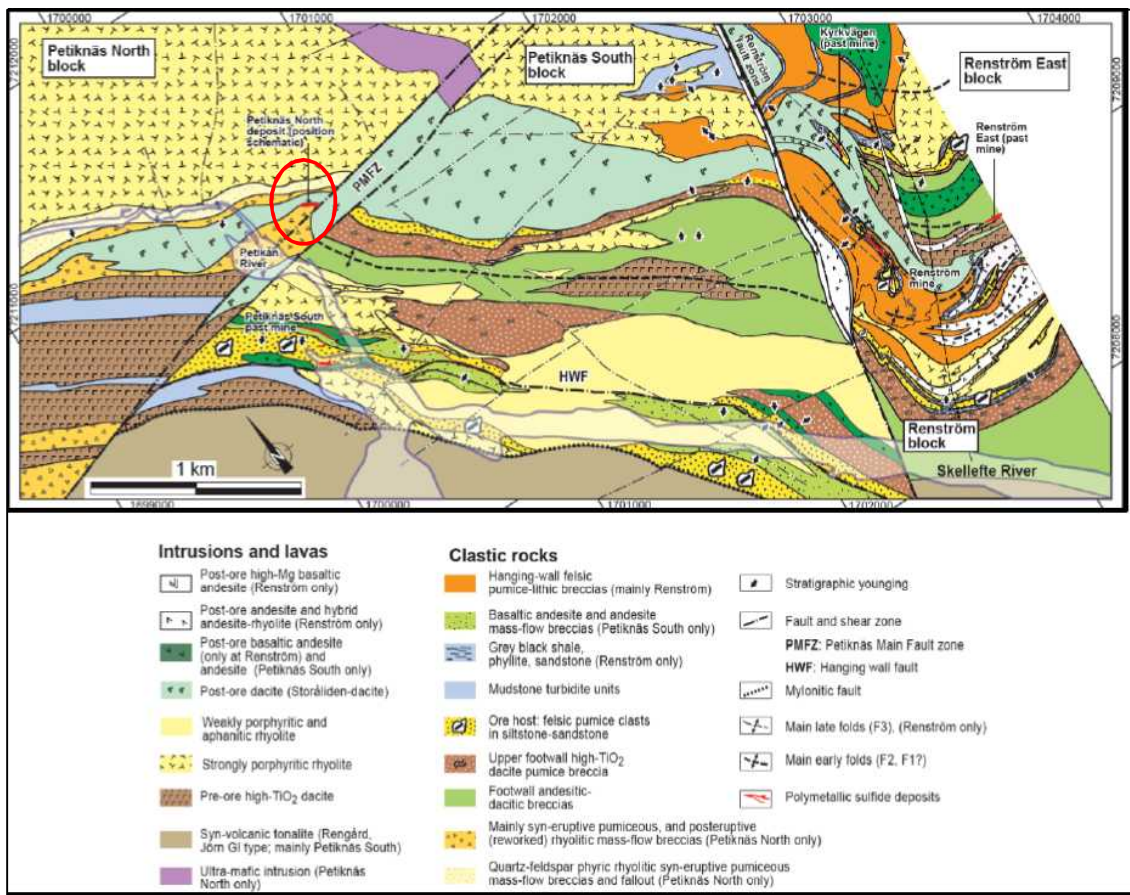 1700000
1701000
1702000
1703000
1704000
7212000
7209000
7211000
7208000
Petiknäs North
block
Petiknäs South
block
Renström
fault zone
Kyrkvägen
(past mine)
Renström East
block
Petiknäs North
deposit (position
schematic)
Renström
East (past
mine)
PMFZ
Petikån
River
Renström
mine
Petiknäs South
past mine
HWF
Renström
block
Skellefte River
1 km
1699000
1700000
1701000
1702000
Intrusions and lavas
Post-ore high-Mg basaltic
andesite (Renström only)
Post-ore andesite and hybrid
andesite-rhyolite (Renström only)
Post-ore basaltic andesite
(only at Renström) and
andesite (Petiknäs South only)
Post-ore dacite (Storåliden-dacite)
Weakly porphyritic and
aphanitic rhyolite
Strongly porphyritic rhyolite
Pre-ore high-TiO2 dacite
Syn-volcanic tonalite (Rengård,
Jörn GI type; mainly Petiknäs South)
Ultra-mafic intrusion (Petiknäs
North only)
Clastic rocks
Hanging-wall felsic
pumice-lithic breccias (mainly Renström)
Basaltic andesite and andesite
mass-flow breccias (Petiknäs South only)
Grey black shale,
phyllite, sandstone (Renström only)
Mudstone turbidite units
Ore host: felsic pumice clasts
in siltstone-sandstone
Upper footwall high-TiO2
dacite pumice breccia
Footwall andesitic-
dacitic breccias
Mainly syn-eruptive pumiceous, and posteruptive
(reworked) rhyolitic mass-flow breccias (Petiknäs North only)
Quartz-feldspar phyric rhyolitic syn-eruptive pumiceous
mass-flow breccias and fallout (Petiknäs North only)
Stratigraphic younging
Fault and shear zone
PMFZ: Petiknäs Main Fault zone
HWF: Hanging wall fault
Mylonitic fault
Main late folds (F3), (Renström only)
Main early folds (F2, F1?)
Polymetallic sulfide deposits